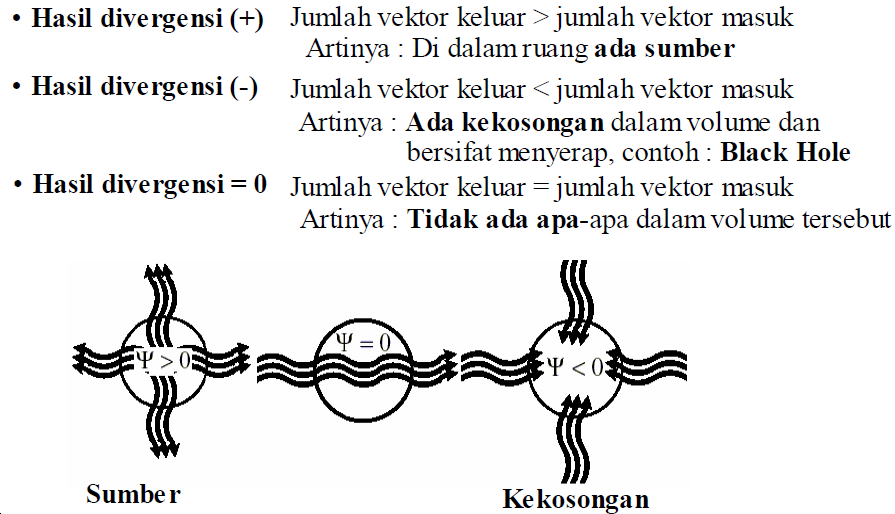 • Hasil divergensi (+) Jumlah vektor keluar > jumlah vektor masuk
Artinya : Di dalam ruang ada sumber
• Hasil divergensi (-) Jumlah vektor keluar < jumlah vektor masuk
Artinya : Ada kekosongan dalam volume dan
bersifat menyerap, contoh : Black Hole
• Hasil divergensi = 0 Jumlah vektor keluar = jumlah vektor masuk
Artinya : Tidak ada apa-apa dalam volume tersebut
Ψ = 0
Ψ > 0
Ψ < 0
Sumber
Kekosongan